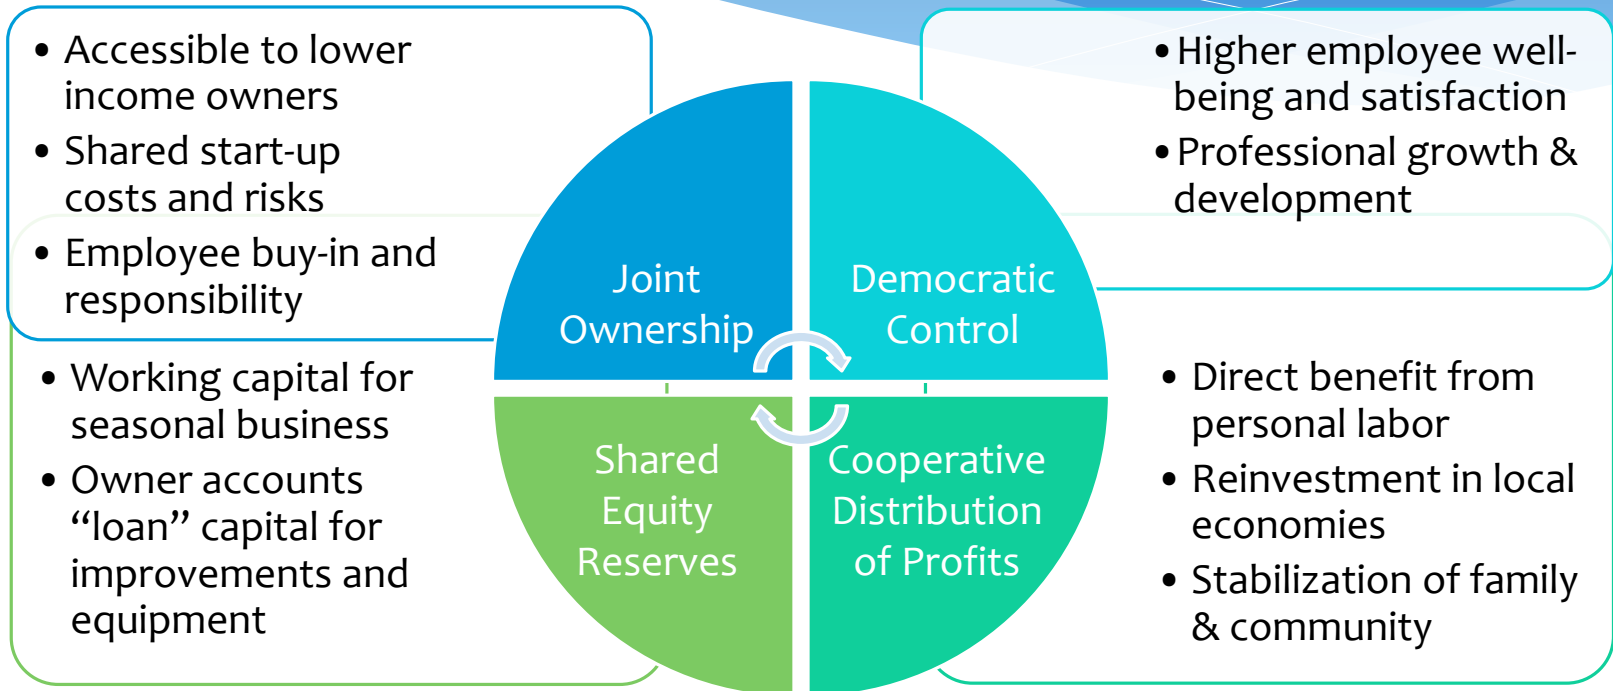 • Accessible to lower
income owners
• Shared start-up
costs and risks
• Employee buy-in and
responsibility
Joint
Ownership
•Higher employee well-
being and satisfaction
•Professional growth &
development
Democratic
Control
• Working capital for
seasonal business
• Owner accounts
“loan” capital for
improvements and
equipment
Shared
Equity
Reserves
Cooperative
Distribution
of Profits
• Direct benefit from
personal labor
• Reinvestment in local
economies
• Stabilization of family
& community